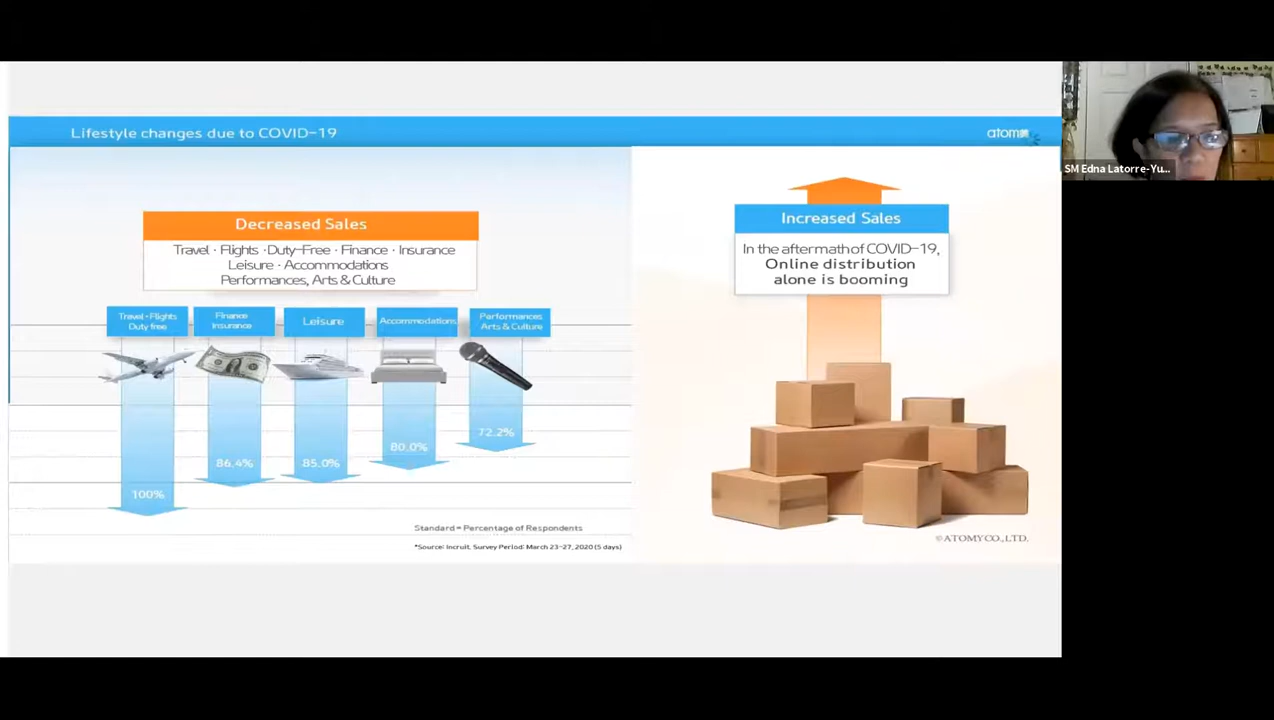 Lifestyle changes due to COVID-19
atom
Decreased Sales
Travel · Flights · Duty-Free · Finance · Insurance
Leisure · Accommodations
Performances, Arts & Culture
Travel · Flights
Duty free
Finance
Insurance
Leisure
Accommodations
Performances
Arts & Culture
100%
86.4%
85.0%
80.0%
72.2%
Standard = Percentage of Respondents
*Source: Incruit, Survey Period: March 23-27, 2020 (5 days)
Increased Sales
In the aftermath of COVID-19,
Online distribution
alone is booming
© ATOMY CO., LTD.
SM Edna Latorre-Yu...